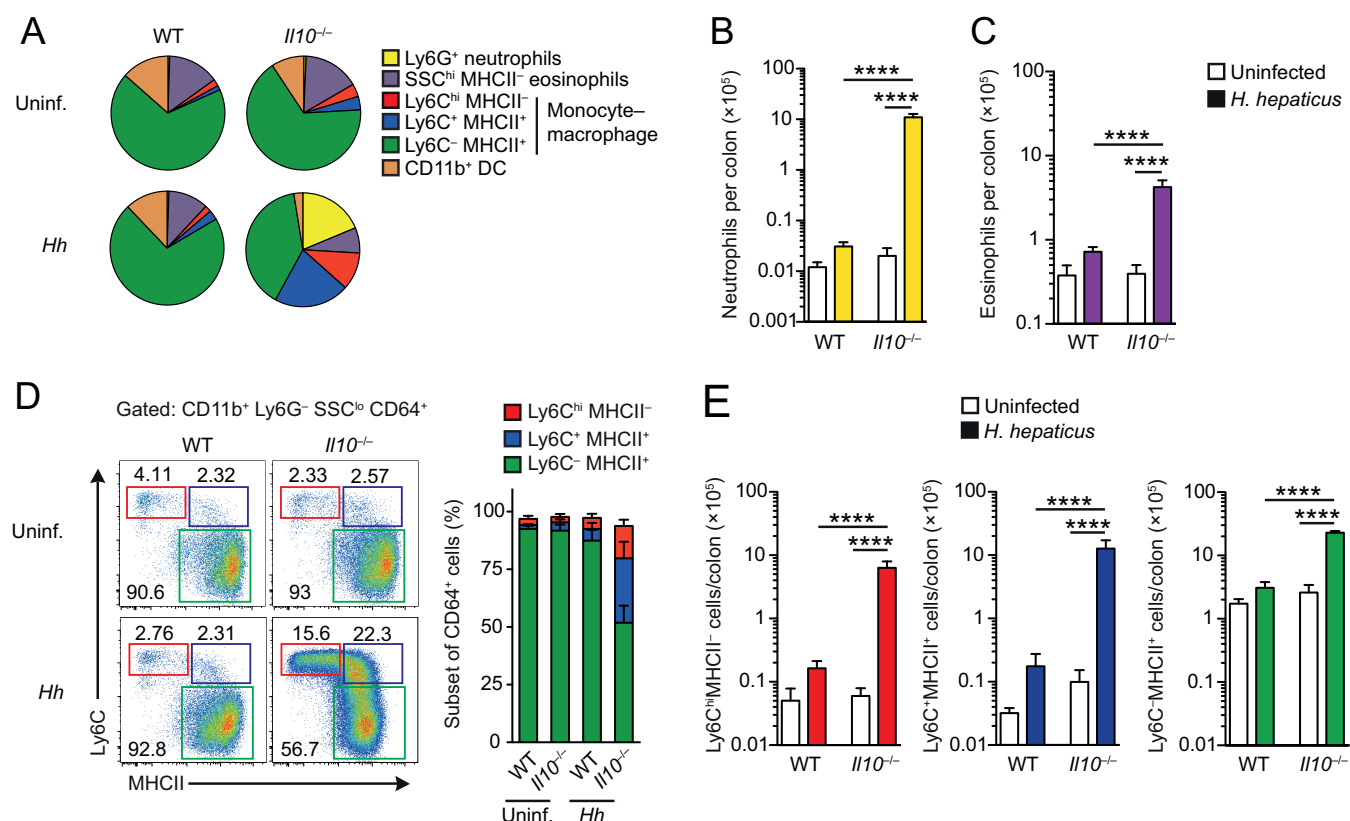 A
WT Il10–/–
Uninf.
Hh
Ly6G+ neutrophils
SSChi MHCII– eosinophils
Ly6Chi MHCII–
Ly6C+ MHCII+
Ly6C– MHCII+
Monocyte–
macrophage
CD11b+ DC
B
Neutrophils per colon (×10⁵)
100
10
1
0.1
0.01
0.001
****
****
WT Il10–/–
C
Uninfected
H. hepaticus
Eosinophils per colon (×10⁵)
100
10
1
0.1
****
****
WT Il10–/–
D
Gated: CD11b+ Ly6G– SSClo CD64+
WT Il10–/–
Uninf.
4.11 2.32
90.6
2.33 2.57
93
Hh
2.76 2.31
92.8
15.6 22.3
56.7
Ly6C
MHCII
Ly6Chi MHCII–
Ly6C+ MHCII+
Ly6C– MHCII+
Subset of CD64+ cells (%)
100
75
50
25
0
WT Il10–/– WT Il10–/–
Uninf. Hh
E
Uninfected
H. hepaticus
Ly6ChiMHCII– cells/colon (×10⁵)
100
10
1
0.1
0.01
****
****
WT Il10–/–
Ly6C+MHCII+ cells/colon (×10⁵)
100
10
1
0.1
0.01
****
****
WT Il10–/–
Ly6C–MHCII+ cells/colon (×10⁵)
100
10
1
0.1
0.01
****
****
WT Il10–/–